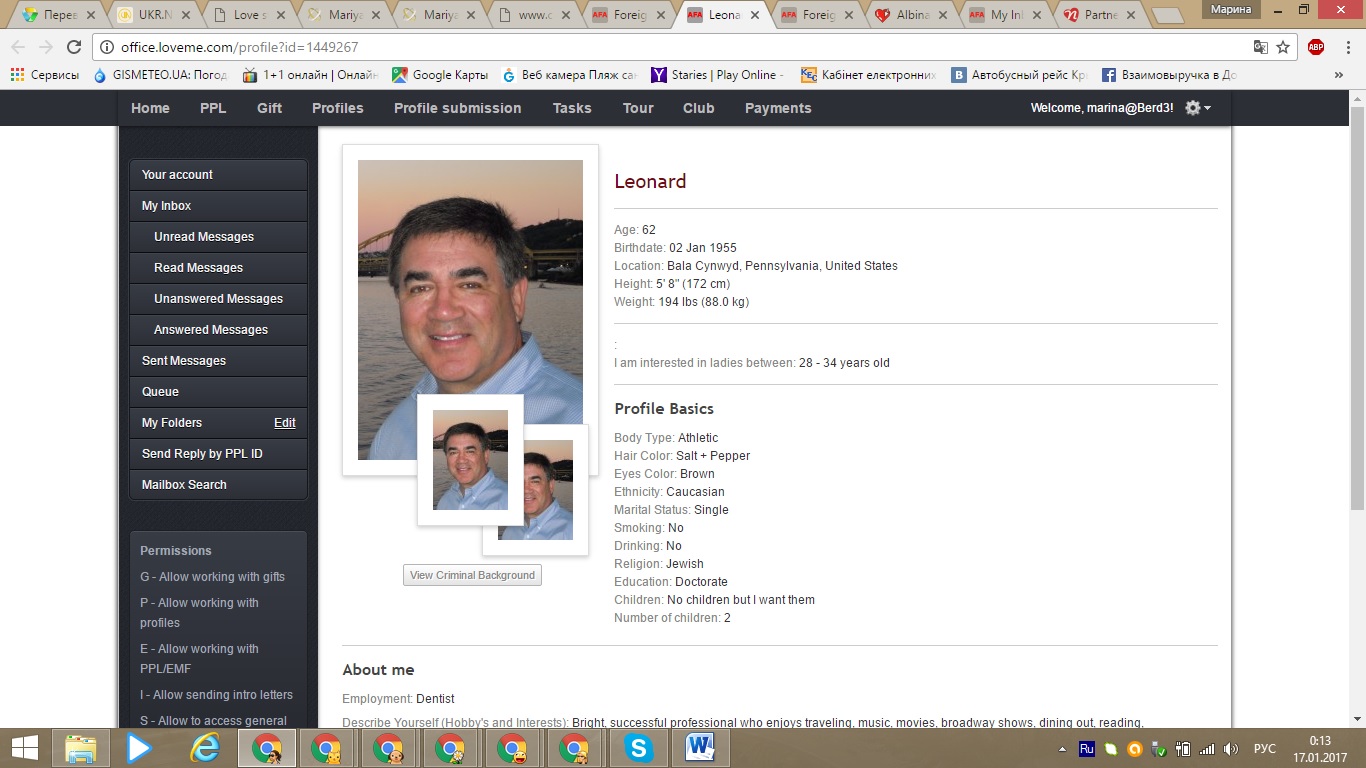 Перев
UKR.N
Love s
Mariya
Mariya
www.c
Foreig
Leona
Foreig
Albina
My Inl
Partne
Марина
office.loveme.com/profile?id=1449267
ABP
Сервисы
GISMETEO.UA: Погод
1+1 онлайн | Онлайн
Google Карты
Веб камера Пляж сан
Staries | Play Online -
Кабінет електронних
Автобусный рейс Кри
Взаимовыручка в До
»
Home PPL Gift Profiles Profile submission Tasks Tour Club Payments
Welcome, marina@Berd3!
Your account
My Inbox
Unread Messages
Read Messages
Unanswered Messages
Answered Messages
Sent Messages
Queue
My Folders Edit
Send Reply by PPL ID
Mailbox Search
Permissions
G - Allow working with gifts
P - Allow working with
profiles
E - Allow working with
PPL/EMF
I - Allow sending intro letters
S - Allow to access general
View Criminal Background
Leonard
Age: 62
Birthdate: 02 Jan 1955
Location: Bala Cynwyd, Pennsylvania, United States
Height: 5' 8" (172 cm)
Weight: 194 lbs (88.0 kg)
:
I am interested in ladies between: 28 - 34 years old
Profile Basics
Body Type: Athletic
Hair Color: Salt + Pepper
Eyes Color: Brown
Ethnicity: Caucasian
Marital Status: Single
Smoking: No
Drinking: No
Religion: Jewish
Education: Doctorate
Children: No children but I want them
Number of children: 2
About me
Employment: Dentist
Describe Yourself (Hobby's and Interests): Bright, successful professional who enjoys traveling, music, movies, broadway shows, dining out, reading,
Ru
РУС
0:13
17.01.2017